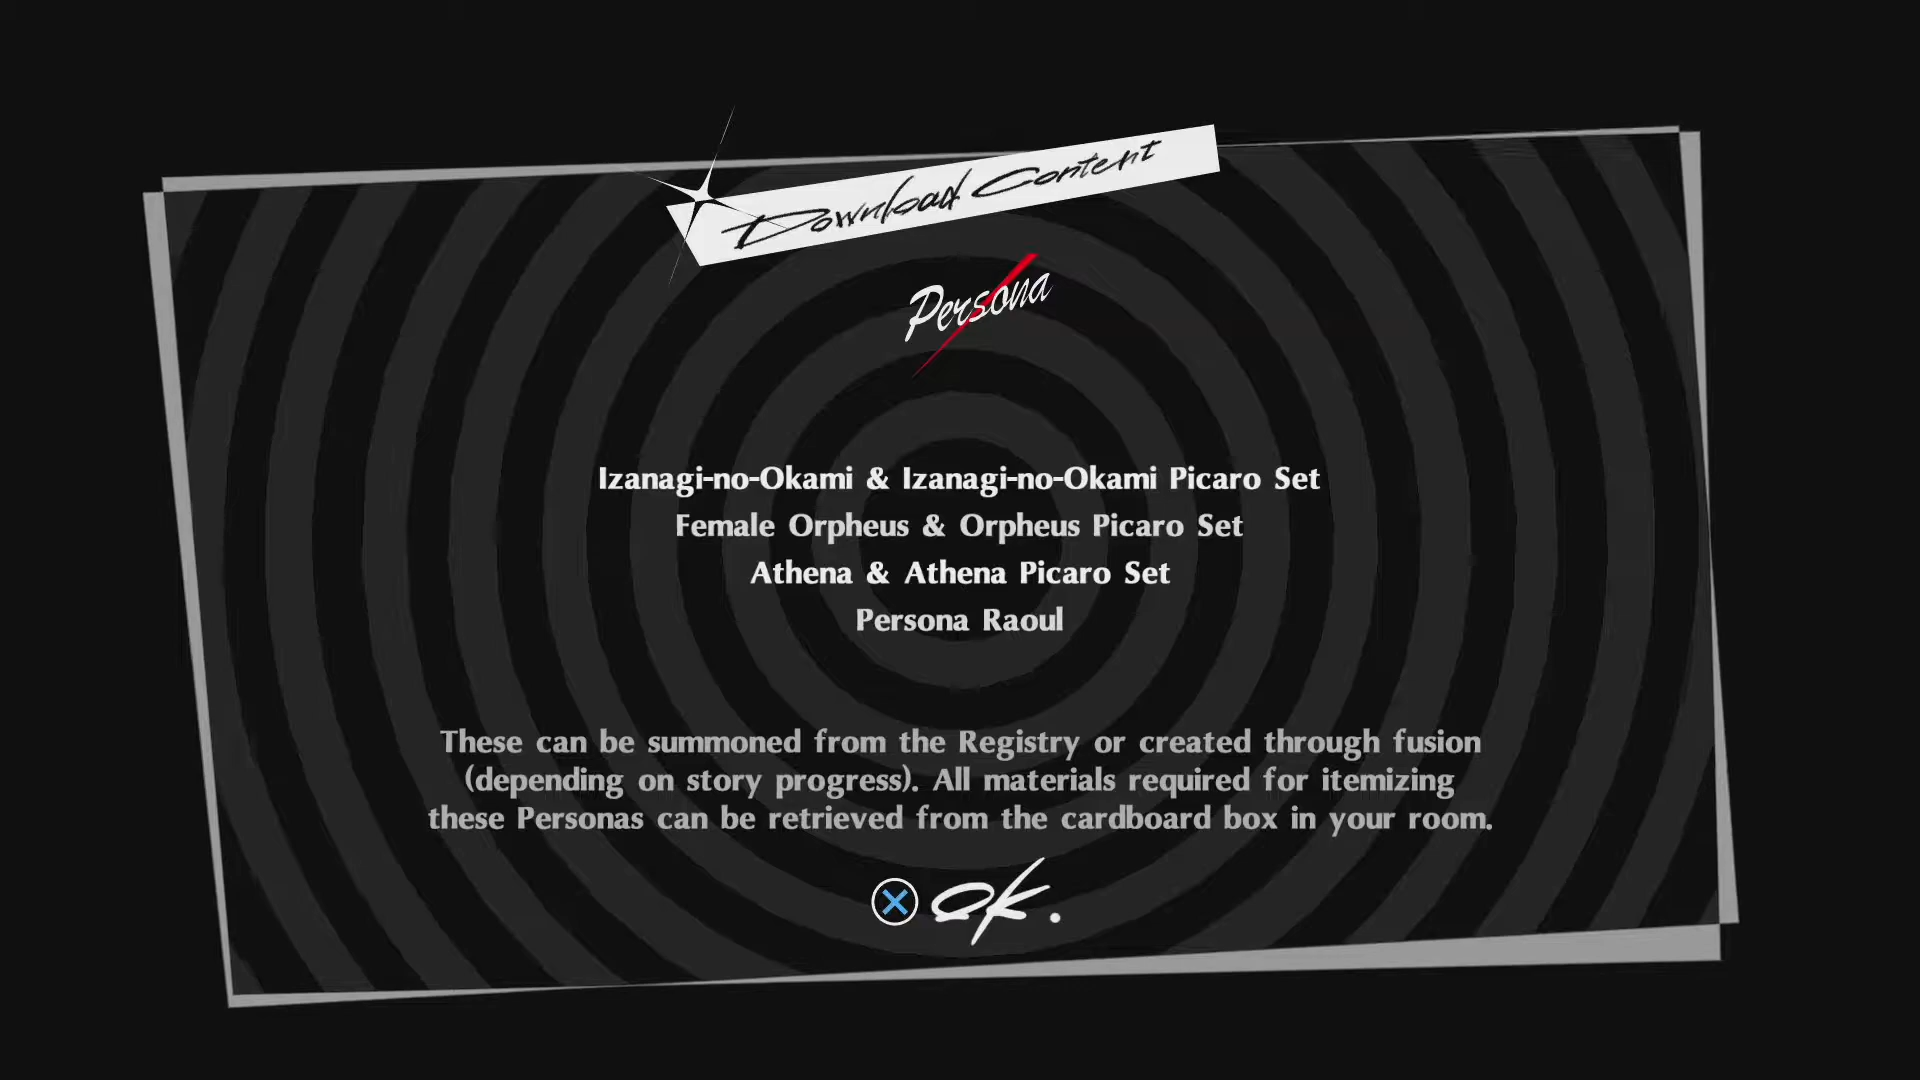 Download Content
Persona
Izanagi-no-Okami & Izanagi-no-Okami Picaro Set
Female Orpheus & Orpheus Picaro Set
Athena & Athena Picaro Set
Persona Raoul
These can be summoned from the Registry or created through fusion
(depending on story progress). All materials required for itemizing
these Personas can be retrieved from the cardboard box in your room.
ok.